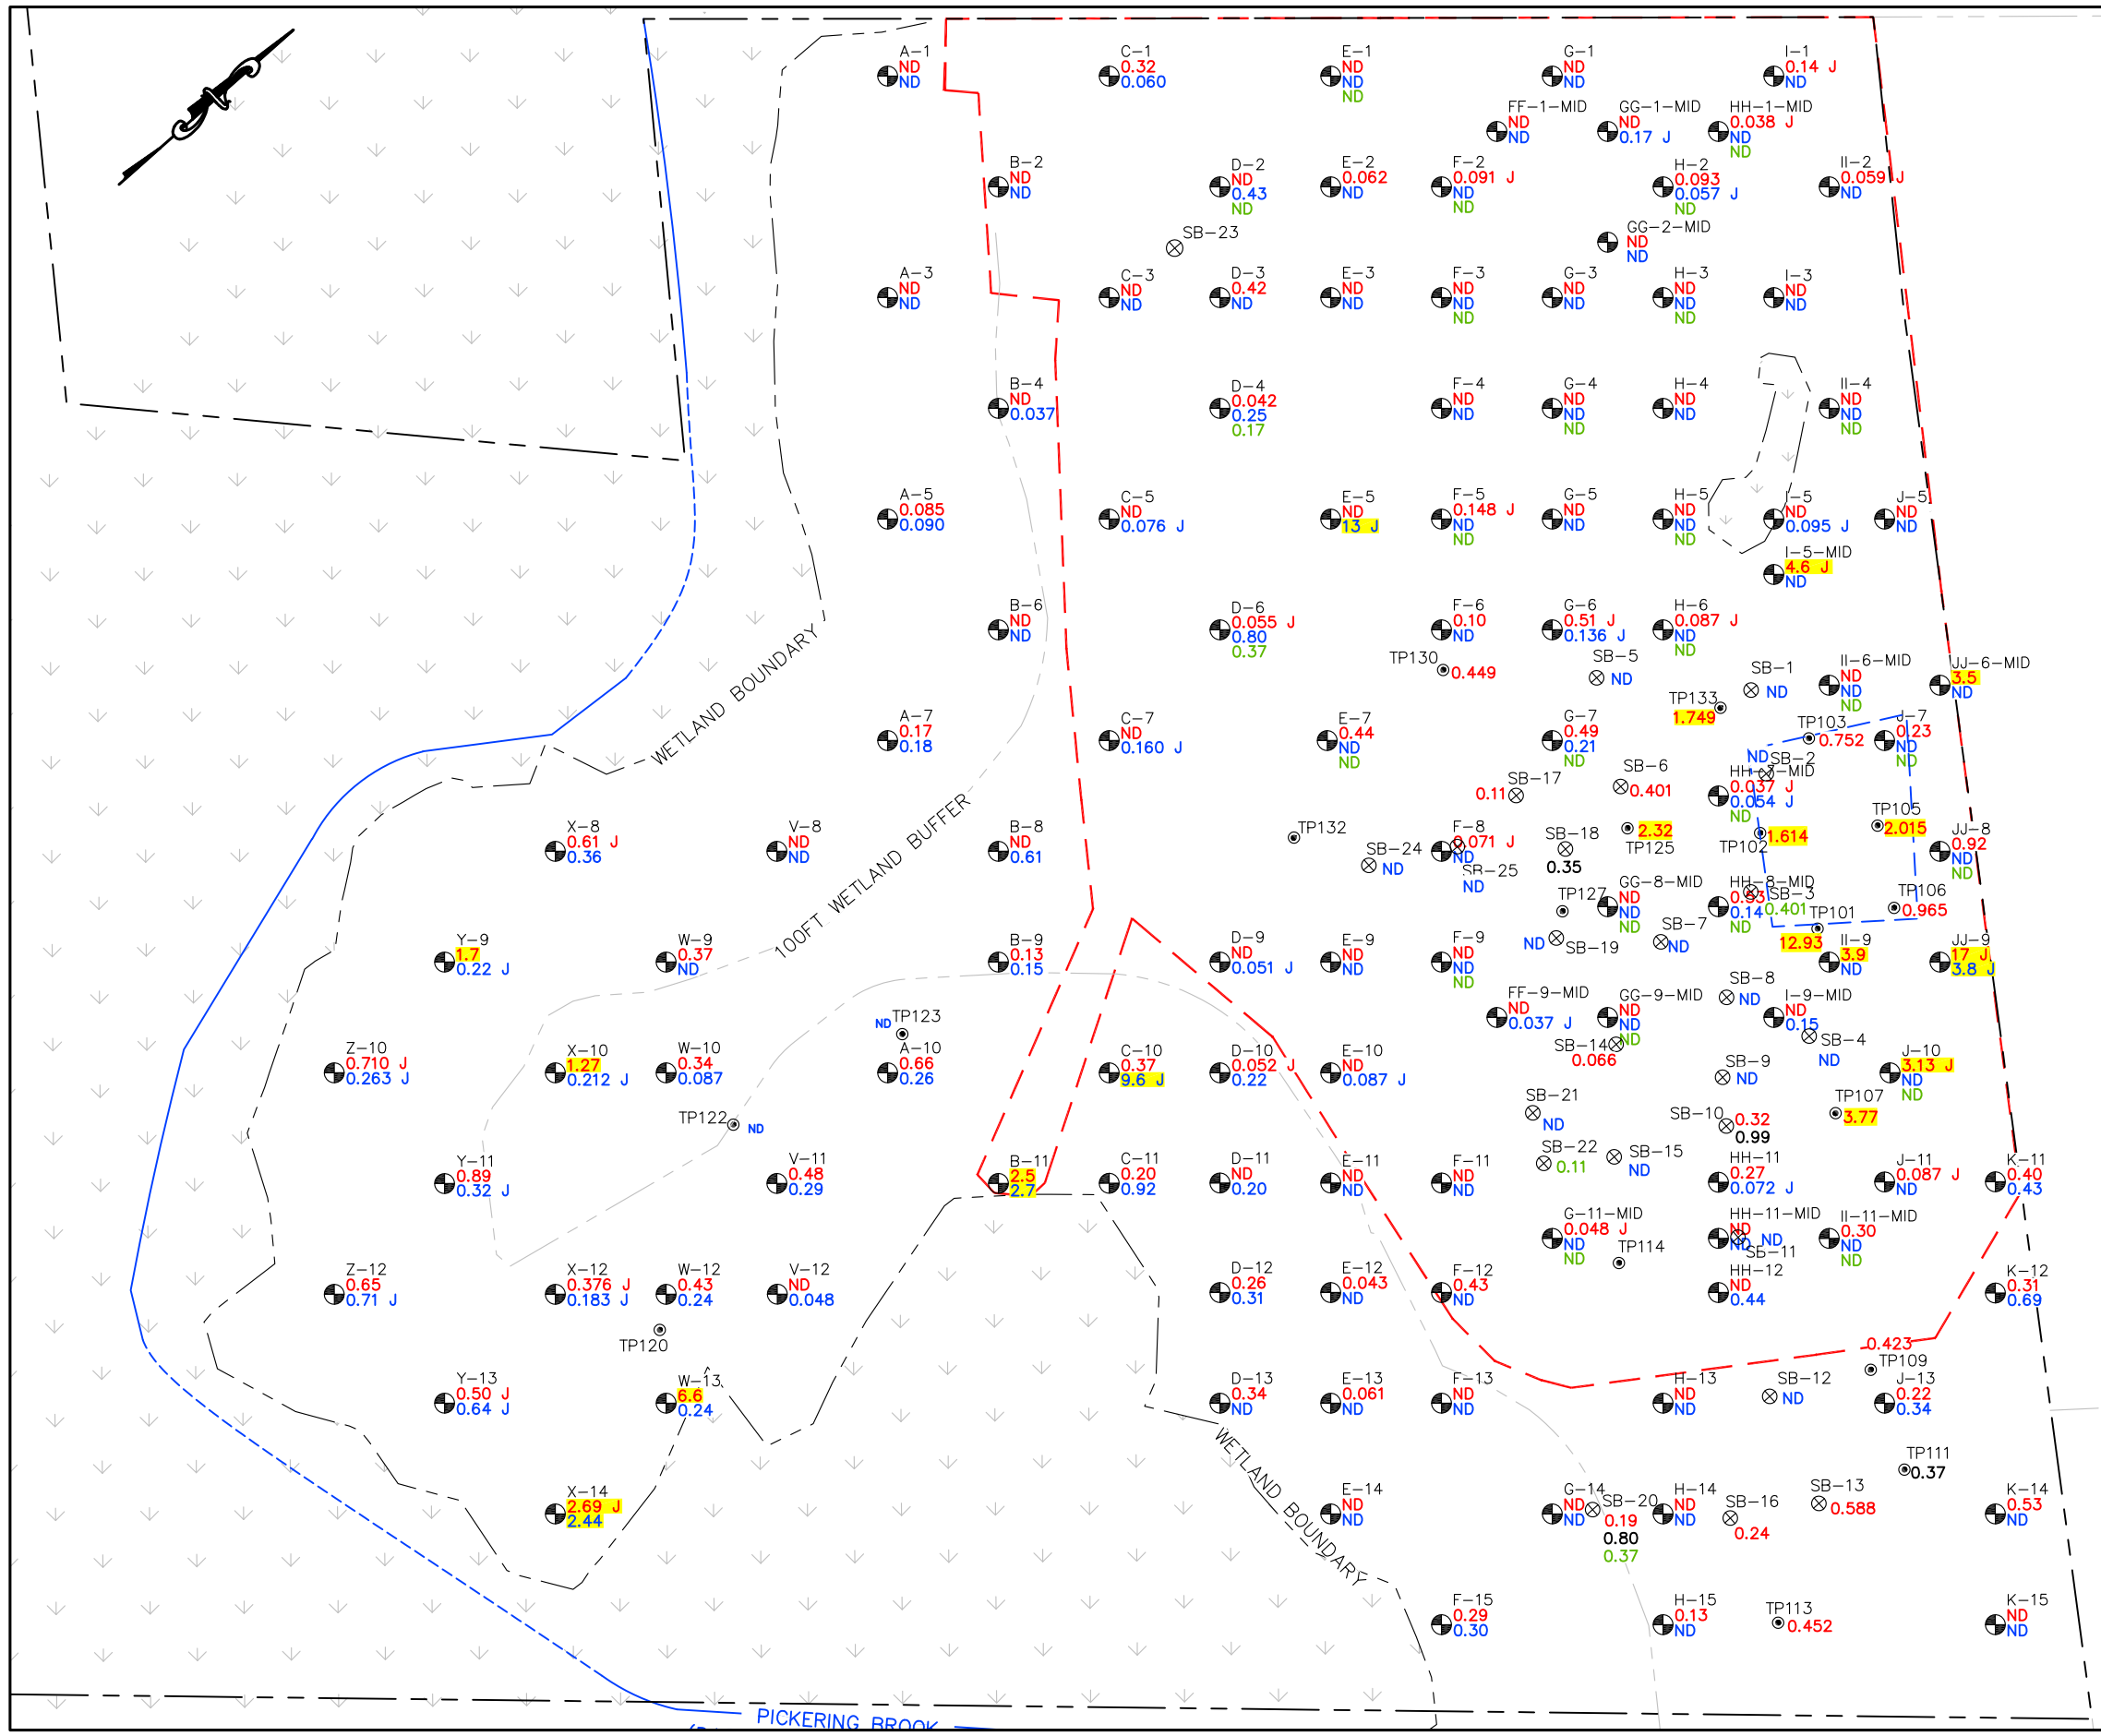 A-1
ND
ND
C-1
0.32
0.060
E-1
ND
ND
ND
G-1
ND
ND
I-1
0.14 J
ND
FF-1-MID
ND
ND
GG-1-MID
ND
0.17 J
HH-1-MID
0.038 J
ND
ND
B-2
ND
ND
D-2
ND
0.43
ND
E-2
0.062
ND
F-2
0.091 J
ND
ND
H-2
0.093
0.057 J
ND
II-2
0.059 J
ND
SB-23
GG-2-MID
ND
ND
A-3
ND
ND
C-3
ND
ND
D-3
0.42
ND
E-3
ND
ND
F-3
ND
ND
ND
G-3
ND
ND
H-3
ND
ND
ND
I-3
ND
ND
B-4
ND
0.037
D-4
0.042
0.25
0.17
F-4
ND
ND
G-4
ND
ND
ND
H-4
ND
ND
II-4
ND
ND
ND
A-5
0.085
0.090
C-5
ND
0.076 J
E-5
ND
13 J
F-5
0.148 J
ND
ND
G-5
ND
ND
H-5
ND
ND
ND
I-5
ND
0.095 J
J-5
ND
ND
I-5-MID
4.6 J
ND
B-6
ND
ND
D-6
0.055 J
0.80
0.37
F-6
0.10
ND
G-6
0.51 J
0.136 J
H-6
0.087 J
ND
ND
WETLAND BOUNDARY
TP130
0.449
SB-5
ND
SB-1
ND
II-6-MID
ND
ND
ND
JJ-6-MID
3.5
ND
TP133
1.749
A-7
0.17
0.18
C-7
ND
0.160 J
E-7
0.44
ND
ND
G-7
0.49
0.21
ND
TP103
0.752
J-7
0.23
ND
ND
ND
SB-2
SB-17
0.11
SB-6
0.401
HH-7-MID
0.037 J
0.054 J
ND
100FT WETLAND BUFFER
X-8
0.61 J
0.36
V-8
ND
ND
B-8
ND
0.61
TP132
SB-24
ND
F-8
0.071 J
ND
SB-25
ND
SB-18
0.35
2.32
TP125
1.614
TP102
TP105
2.015
JJ-8
0.92
ND
ND
TP127
GG-8-MID
ND
ND
ND
HH-8-MID
0.53
0.14
SB-3
0.401
TP106
0.965
TP101
12.93
Y-9
1.7
0.22 J
W-9
0.37
ND
B-9
0.13
0.15
D-9
ND
0.051 J
E-9
ND
ND
F-9
ND
ND
ND
ND
SB-19
SB-7
ND
II-9
3.9
ND
JJ-9
17 J
3.8 J
SB-8
ND
FF-9-MID
ND
0.037 J
GG-9-MID
ND
ND
ND
I-9-MID
ND
0.15
ND
TP123
SB-14
0.066
SB-4
ND
Z-10
0.710 J
0.263 J
X-10
1.27
0.212 J
W-10
0.34
0.087
A-10
0.66
0.26
C-10
0.37
9.6 J
D-10
0.052 J
0.22
E-10
ND
0.087 J
SB-9
ND
J-10
3.13 J
ND
ND
TP122
ND
SB-21
ND
SB-10
0.32
0.99
TP107
3.77
Y-11
0.89
0.32 J
V-11
0.48
0.29
B-11
2.5
2.7
C-11
0.20
0.92
D-11
ND
0.20
E-11
ND
ND
F-11
ND
ND
SB-22
0.11
SB-15
ND
HH-11
0.27
0.072 J
J-11
0.087 J
ND
K-11
0.40
0.43
G-11-MID
0.048 J
ND
ND
TP114
HH-11-MID
ND
ND
ND
SB-11
II-11-MID
0.30
ND
ND
Z-12
0.65
0.71 J
X-12
0.376 J
0.183 J
W-12
0.43
0.24
V-12
ND
0.048
D-12
0.26
0.31
E-12
0.043
ND
F-12
0.43
ND
HH-12
ND
0.44
K-12
0.31
0.69
TP120
0.423
TP109
Y-13
0.50 J
0.64 J
W-13
6.6
0.24
D-13
0.34
ND
E-13
0.061
ND
F-13
ND
ND
H-13
ND
ND
SB-12
ND
J-13
0.22
0.34
WETLAND BOUNDARY
TP111
0.37
X-14
2.69 J
2.44
E-14
ND
ND
G-14
ND
ND
SB-20
0.19
0.80
0.37
H-14
ND
ND
SB-16
0.24
SB-13
0.588
K-14
0.53
ND
F-15
0.29
0.30
H-15
0.13
ND
TP113
0.452
K-15
ND
ND
PICKERING BROOK